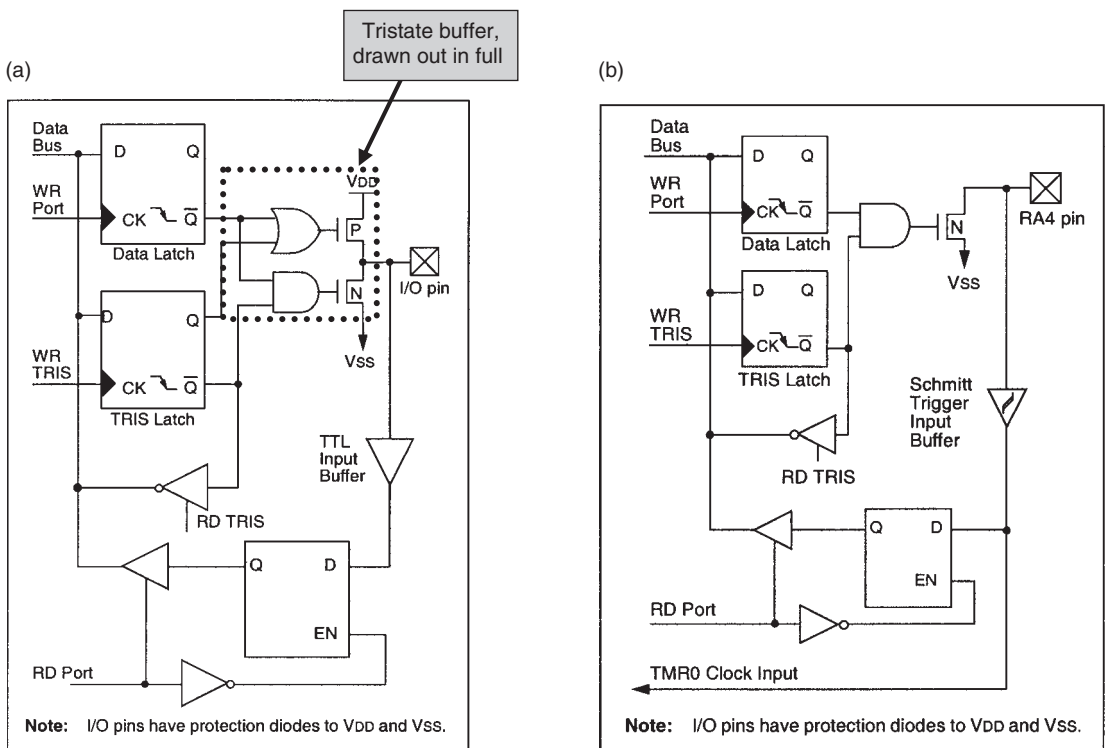 Tristate buffer,
drawn out in full
(a)
Data
Bus
D
Q
WR
Port
CK
Q
Data Latch
VDD
P
N
I/O pin
VSS
D
Q
WR
TRIS
CK
Q
TRIS Latch
TTL
Input
Buffer
RD TRIS
Q
D
EN
RD Port
Note: I/O pins have protection diodes to VDD and VSS.
(b)
Data
Bus
D
Q
WR
Port
CK
Q
Data Latch
N
RA4 pin
VSS
D
Q
WR
TRIS
CK
Q
TRIS Latch
Schmitt
Trigger
Input
Buffer
RD TRIS
Q
D
EN
RD Port
TMR0 Clock Input
Note: I/O pins have protection diodes to VDD and VSS.